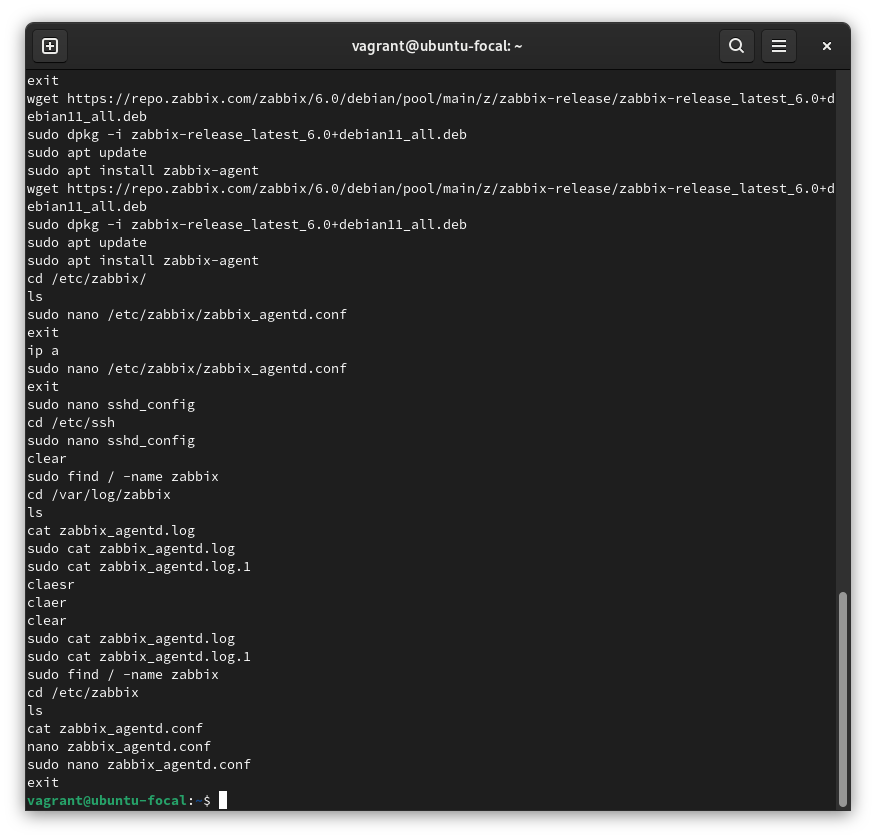 vagrant@ubuntu-focal: ~
exit
wget https://repo.zabbix.com/zabbix/6.0/debian/pool/main/z/zabbix-release/zabbix-release_latest_6.0+d
ebian11_all.deb
sudo dpkg -i zabbix-release_latest_6.0+debian11_all.deb
sudo apt update
sudo apt install zabbix-agent
wget https://repo.zabbix.com/zabbix/6.0/debian/pool/main/z/zabbix-release/zabbix-release_latest_6.0+d
ebian11_all.deb
sudo dpkg -i zabbix-release_latest_6.0+debian11_all.deb
sudo apt update
sudo apt install zabbix-agent
cd /etc/zabbix/
ls
sudo nano /etc/zabbix/zabbix_agentd.conf
exit
ip a
sudo nano /etc/zabbix/zabbix_agentd.conf
exit
sudo nano sshd_config
cd /etc/ssh
sudo nano sshd_config
clear
sudo find / -name zabbix
cd /var/log/zabbix
ls
cat zabbix_agentd.log
sudo cat zabbix_agentd.log
sudo cat zabbix_agentd.log.1
claesr
claer
clear
sudo cat zabbix_agentd.log
sudo cat zabbix_agentd.log.1
sudo find / -name zabbix
cd /etc/zabbix
ls
cat zabbix_agentd.conf
nano zabbix_agentd.conf
sudo nano zabbix_agentd.conf
exit
vagrant@ubuntu-focal:~$